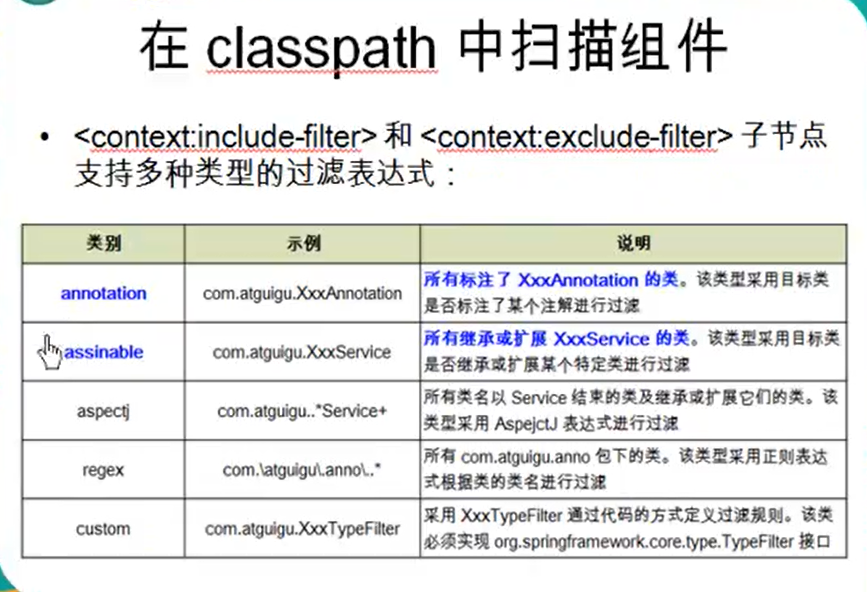 在 classpath 中扫描组件
• <context:include-filter> 和 <context:exclude-filter> 子节点
支持多种类型的过滤表达式：
类别 示例 说明
annotation com.atguigu.XxxAnnotation 所有标注了 XxxAnnotation 的类。该类型采用目标类
是否标注了某个注解进行过滤
assinable com.atguigu.XxxService 所有继承或扩展 XxxService 的类。该类型采用目标类
是否继承或扩展某个特定类进行过滤
aspectj com.atguigu..*Service+ 所有类名以 Service 结束的类及继承或扩展它们的类。该
类型采用 AspejctJ 表达式进行过滤
regex com.\atguigu\.anno\..* 所有 com.atguigu.anno 包下的类。该类型采用正则表达
式根据类的类名进行过滤
custom com.atguigu.XxxTypeFilter 采用 XxxTypeFilter 通过代码的方式定义过滤规则。该类
必须实现 org.springframework.core.type.TypeFilter 接口